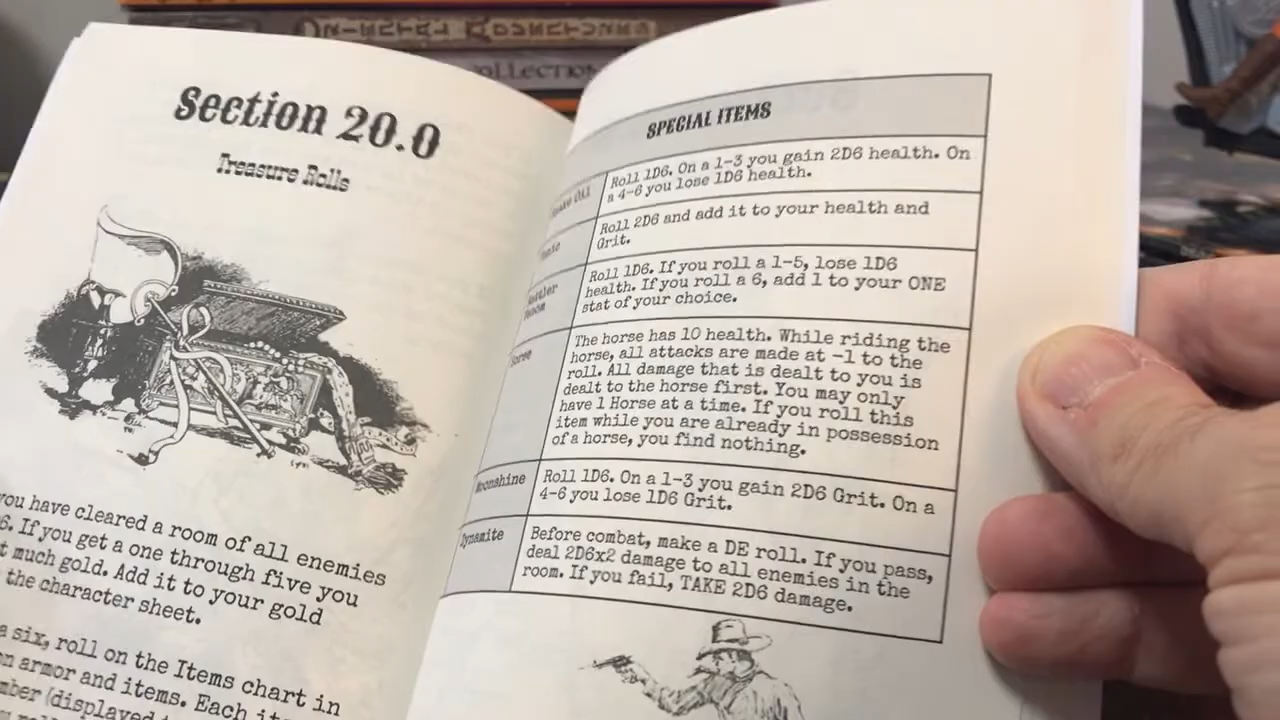 ORIENTAL ADVENTURES
COLLECTION
Section 20.0
Treasure Rolls
you have cleared a room of all enemies
6. If you get a one through five you
t much gold. Add it to your gold
the character sheet.
a six, roll on the Items chart in
on armor and items. Each
(displayed
SPECIAL ITEMS
Roll 1D6. On a 1-3 you gain 2D6 health. On
a 4-6 you lose 1D6 health.
Roll 2D6 and add it to your health and
Grit.
Roll 1D6. If you roll a 1-5, lose 1D6
health. If you roll a 6, add 1 to your ONE
stat of your choice.
Horse
The horse has 10 health. While riding the
horse, all attacks are made at -1 to the
roll. All damage that is dealt to you is
dealt to the horse first. You may only
have 1 Horse at a time. If you roll this
item while you are already in possession
of a horse, you find nothing.
Moonshine
Roll 1D6. On a 1-3 you gain 2D6 Grit. On a
4-6 you lose 1D6 Grit.
Dynamite
Before combat, make a DE roll. If you pass,
deal 2D6x2 damage to all enemies in the
room. If you fail, TAKE 2D6 damage.